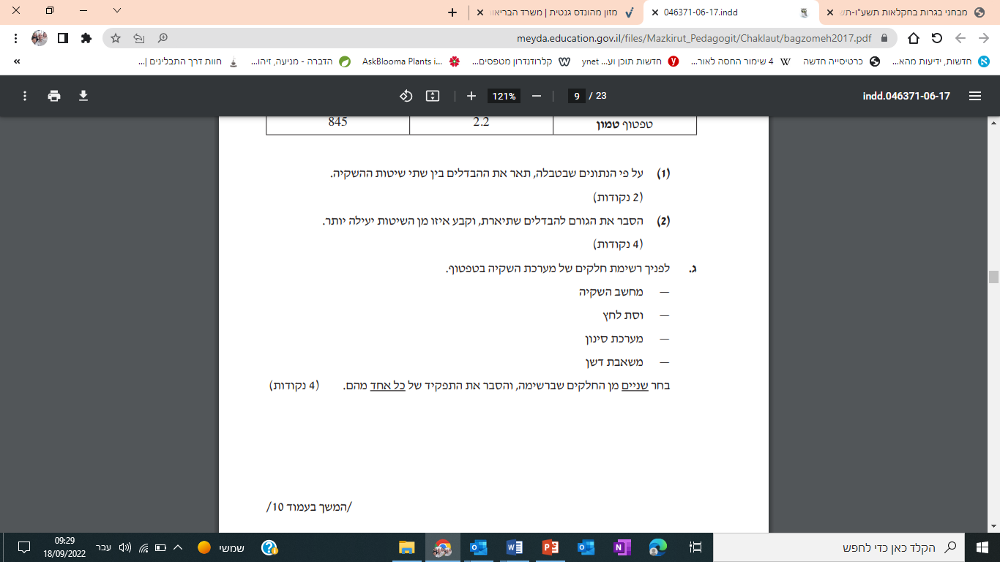 מבחני בגרות בחקלאות תשע"ו-תש
046371-06-17.indd
מזון מהונדס גנטית | משרד הבריאו
meyda.education.gov.il/files/Mazkirut_Pedagogit/Chaklaut/bagzomeh2017.pdf
חדשות, ידיעות מהא...
כרטיסייה חדשה
4 שימור החסה לאור...
חדשות תוכן וע... ynet
קלרודנדרון מטפסים...
AskBlooma Plants i...
הדברה - מניעה, זיהו...
חוות דרך התבלינים |...
indd.046371-06-17
9 / 23
121%
טפטוף טמון 2.2 845
(1) על פי הנתונים שבטבלה, תאר את ההבדלים בין שתי שיטות ההשקיה.
(2 נקודות)
(2) הסבר את הגורם להבדלים שתיארת, וקבע איזו מן השיטות יעילה יותר.
(4 נקודות)
ג. לפניך רשימת חלקים של מערכת השקיה בטפטוף.
— מחשב השקיה
— וסת לחץ
— מערכת סינון
— משאבת דשן
בחר שניים מן החלקים שברשימה, והסבר את התפקיד של כל אחד מהם. (4 נקודות)
/המשך בעמוד 10/
הקלד כאן כדי לחפש
שמשי
עבר
09:29
18/09/2022